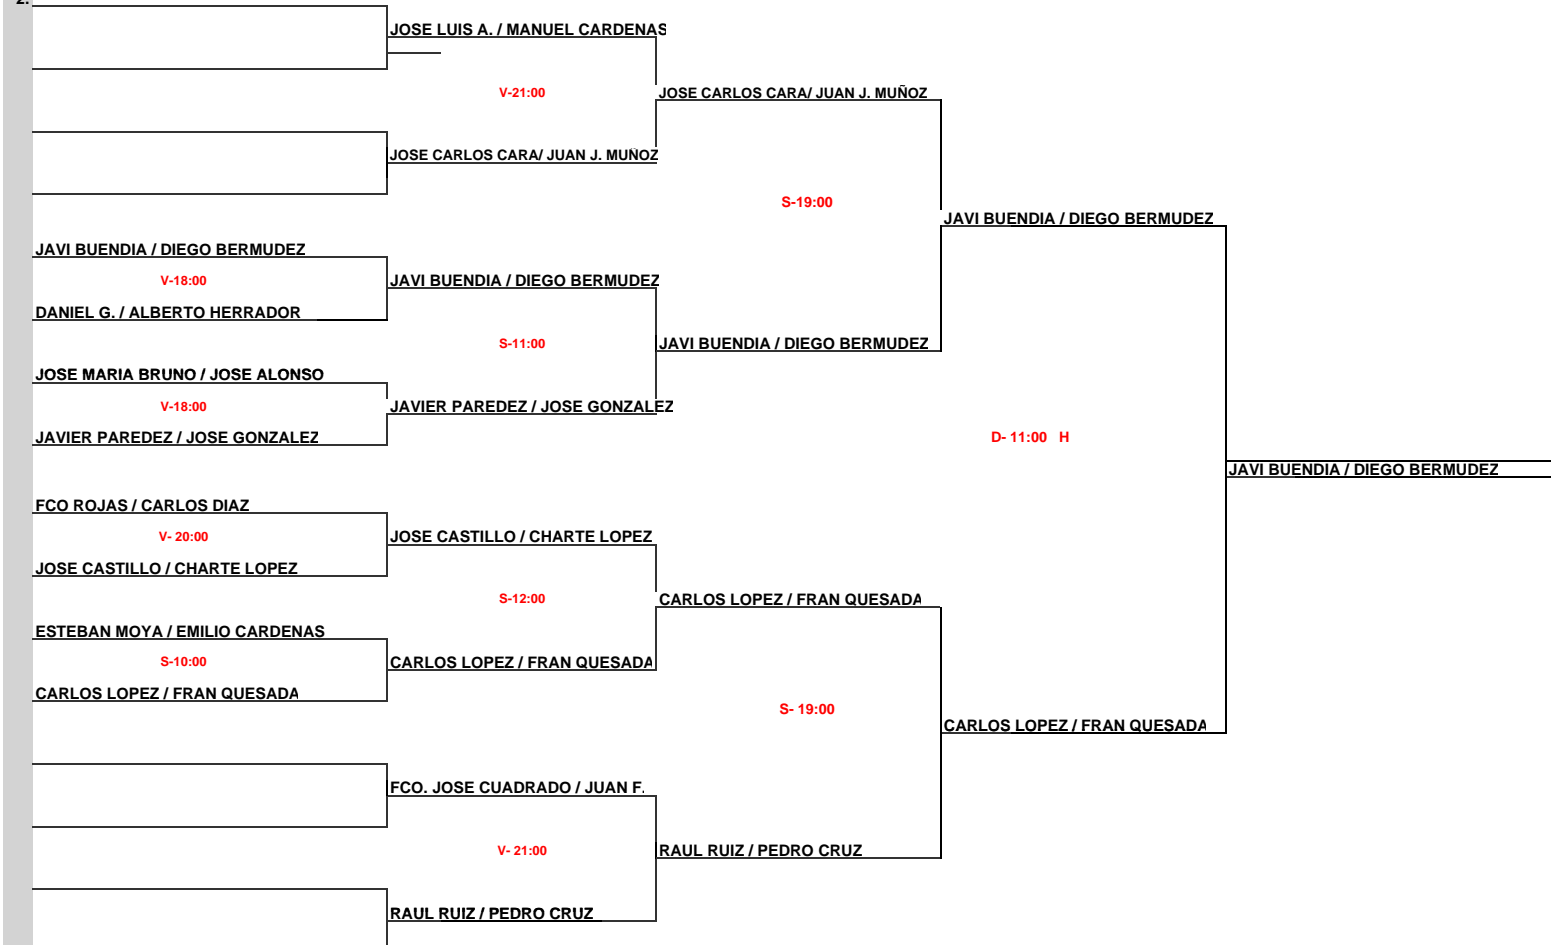 2.
JOSE LUIS A. / MANUEL CARDENAS
V-21:00
JOSE CARLOS CARA/ JUAN J. MUÑOZ
JOSE CARLOS CARA/ JUAN J. MUÑOZ
S-19:00
JAVI BUENDIA / DIEGO BERMUDEZ
JAVI BUENDIA / DIEGO BERMUDEZ
V-18:00
JAVI BUENDIA / DIEGO BERMUDEZ
DANIEL G. / ALBERTO HERRADOR
S-11:00
JAVI BUENDIA / DIEGO BERMUDEZ
JOSE MARIA BRUNO / JOSE ALONSO
V-18:00
JAVIER PAREDEZ / JOSE GONZALEZ
JAVIER PAREDEZ / JOSE GONZALEZ
D- 11:00 H
JAVI BUENDIA / DIEGO BERMUDEZ
FCO ROJAS / CARLOS DIAZ
V- 20:00
JOSE CASTILLO / CHARTE LOPEZ
JOSE CASTILLO / CHARTE LOPEZ
S-12:00
CARLOS LOPEZ / FRAN QUESADA
ESTEBAN MOYA / EMILIO CARDENAS
S-10:00
CARLOS LOPEZ / FRAN QUESADA
CARLOS LOPEZ / FRAN QUESADA
S- 19:00
CARLOS LOPEZ / FRAN QUESADA
FCO. JOSE CUADRADO / JUAN F.
V- 21:00
RAUL RUIZ / PEDRO CRUZ
RAUL RUIZ / PEDRO CRUZ